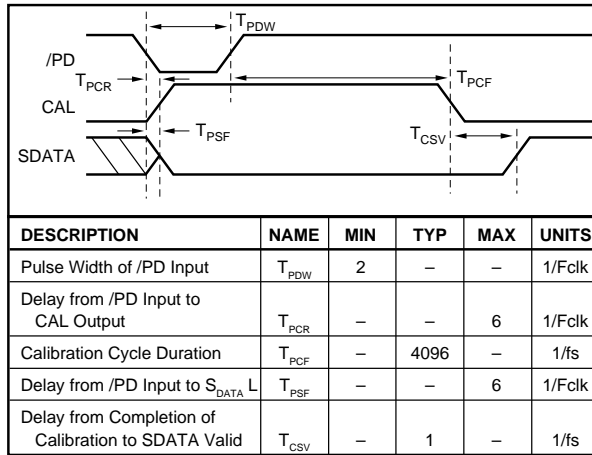 T_PDW
/PD
T_PCR
T_PCF
CAL
T_PSF
T_CSV
SDATA
DESCRIPTION NAME MIN TYP MAX UNITS
Pulse Width of /PD Input T_PDW 2 – – 1/Fclk
Delay from /PD Input to
CAL Output T_PCR – – 6 1/Fclk
Calibration Cycle Duration T_PCF – 4096 – 1/fs
Delay from /PD Input to S_DATA L T_PSF – – 6 1/Fclk
Delay from Completion of
Calibration to SDATA Valid T_CSV – 1 – 1/fs